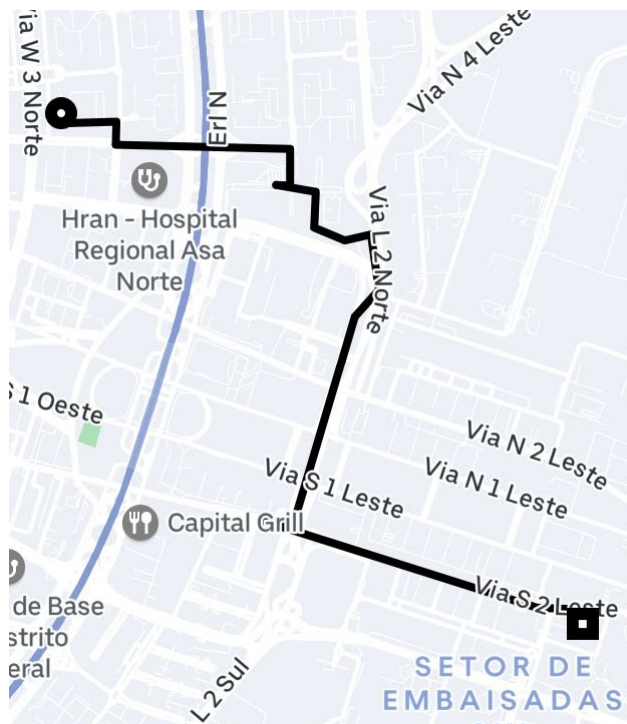 Via W 3 Norte
Via N 4 Leste
Erl N
Hran - Hospital
Regional Asa
Norte
Via L 2 Norte
S 1 Oeste
Via N 2 Leste
Via N 1 Leste
Via S 1 Leste
Capital Grill
Via S 2 Leste
de Base
strito
eral
L 2 Sul
SETOR DE
EMBAISADAS